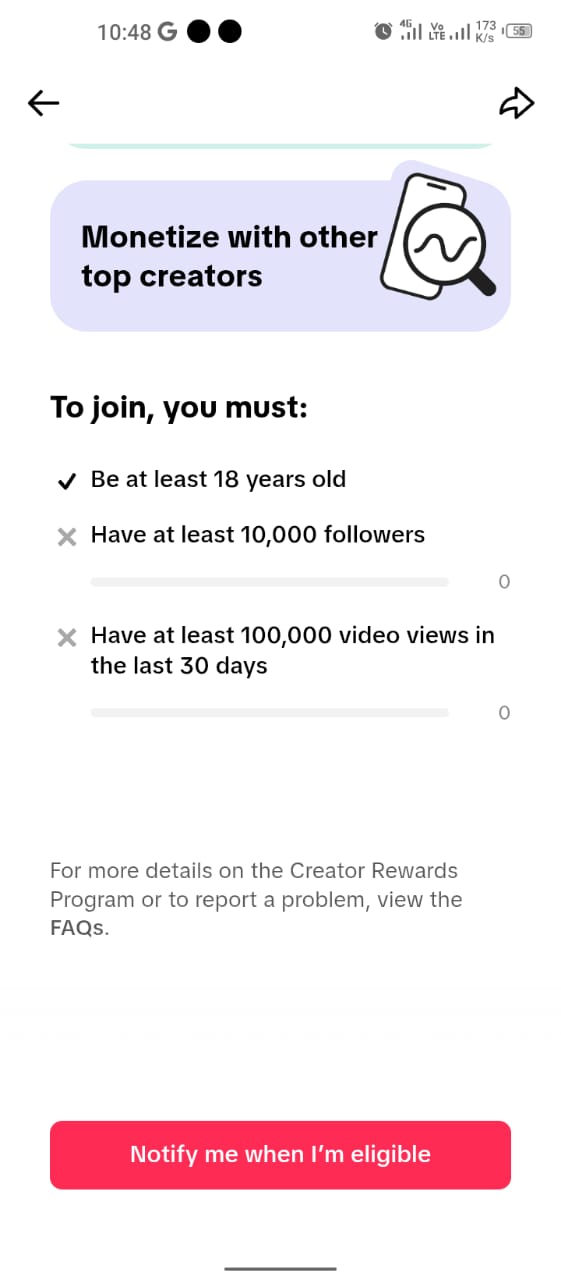 10:48 G
4G Vo LTE 173 K/s 55
Monetize with other
top creators
To join, you must:
Be at least 18 years old
Have at least 10,000 followers
0
Have at least 100,000 video views in
the last 30 days
0
For more details on the Creator Rewards
Program or to report a problem, view the
FAQs.
Notify me when I’m eligible